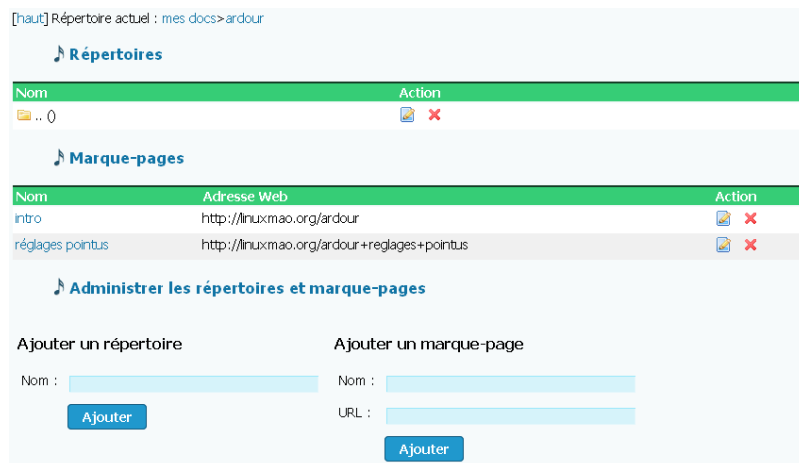 [haut] Répertoire actuel : mes docs>ardour
Répertoires
Nom Action
.. ()
Marque-pages
Nom Adresse Web Action
intro http://linuxmao.org/ardour
réglages pointus http://linuxmao.org/ardour+reglages+pointus
Administrer les répertoires et marque-pages
Ajouter un répertoire Ajouter un marque-page
Nom : Nom :
Ajouter URL :
Ajouter